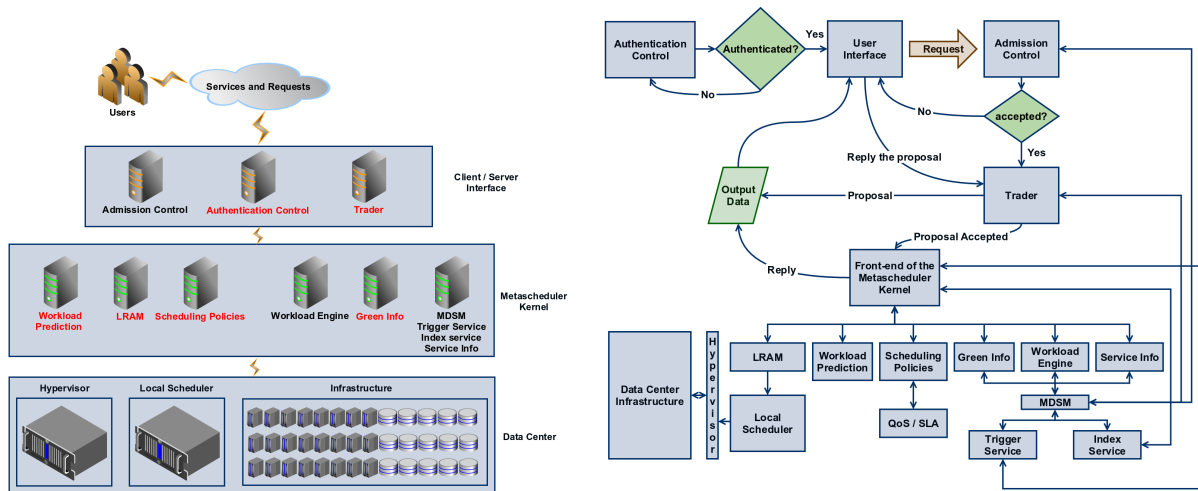 Users
Services and Requests
Client / Server
Interface
Admission Control
Authentication Control
Trader
Workload
Prediction
LRAM
Scheduling Policies
Workload Engine
Green Info
MDSM
Trigger Service
Index service
Service Info
Metascheduler
Kernel
Hypervisor
Local Scheduler
Infrastructure
Data Center
Authentication
Control
Authenticated?
Yes
No
User
Interface
Request
Admission
Control
No
accepted?
Yes
Reply the proposal
Output
Data
Proposal
Trader
Proposal Accepted
Reply
Front-end of the
Metascheduler
Kernel
Data Center
Infrastructure
Hypervisor
LRAM
Workload
Prediction
Scheduling
Policies
Green Info
Workload
Engine
Service Info
Local
Scheduler
QoS / SLA
MDSM
Trigger
Service
Index
Service